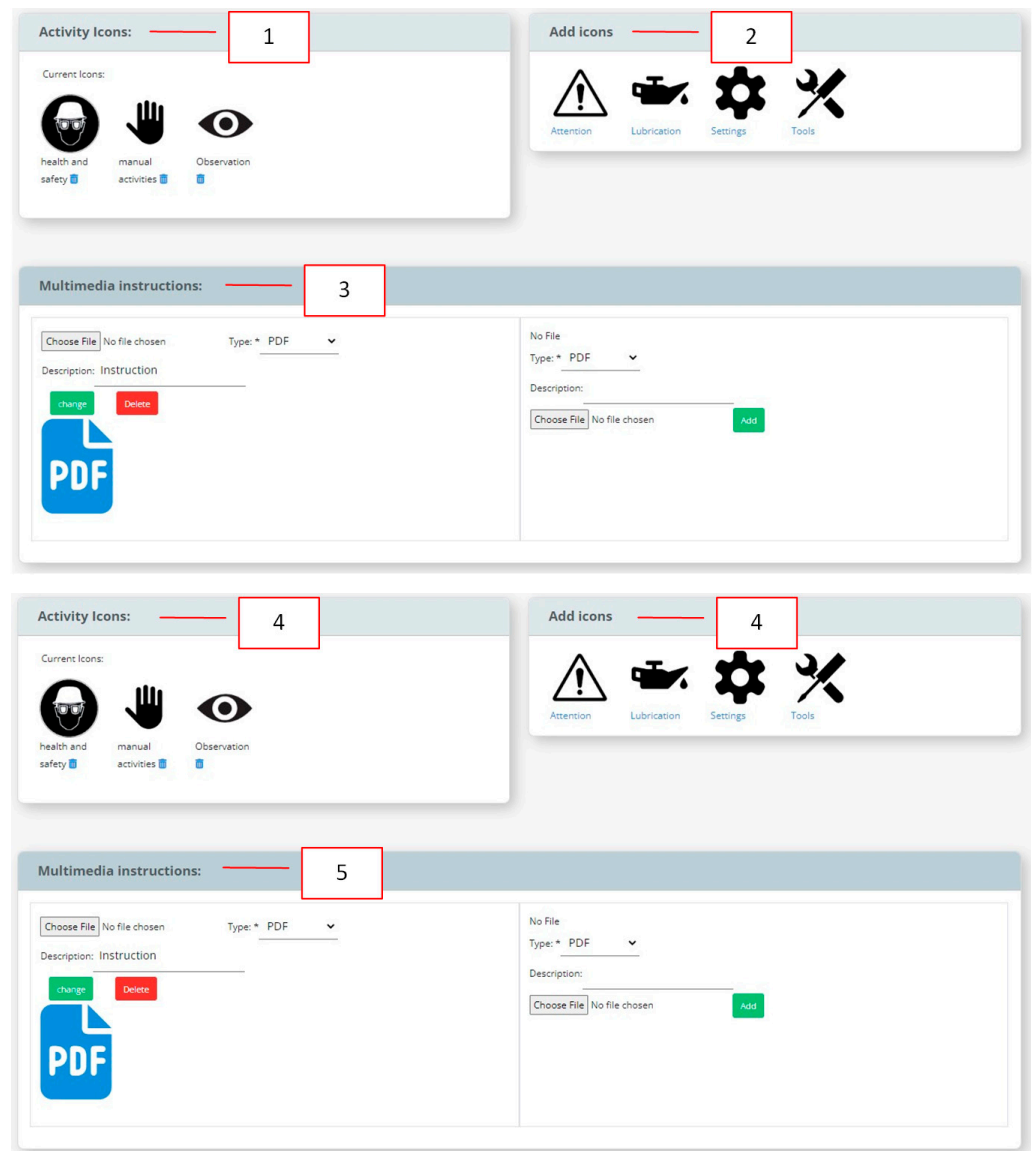 Activity Icons:
1
Current Icons:
health and
safety
manual
activities
Observation
Add icons
2
Attention
Lubrication
Settings
Tools
Multimedia instructions:
3
Choose File No file chosen
Type: * PDF
Description: Instruction
change
Delete
PDF
No File
Type: * PDF
Description:
Choose File No file chosen
Add
Activity Icons:
4
Current Icons:
health and
safety
manual
activities
Observation
Add icons
4
Attention
Lubrication
Settings
Tools
Multimedia instructions:
5
Choose File No file chosen
Type: * PDF
Description: Instruction
change
Delete
PDF
No File
Type: * PDF
Description:
Choose File No file chosen
Add